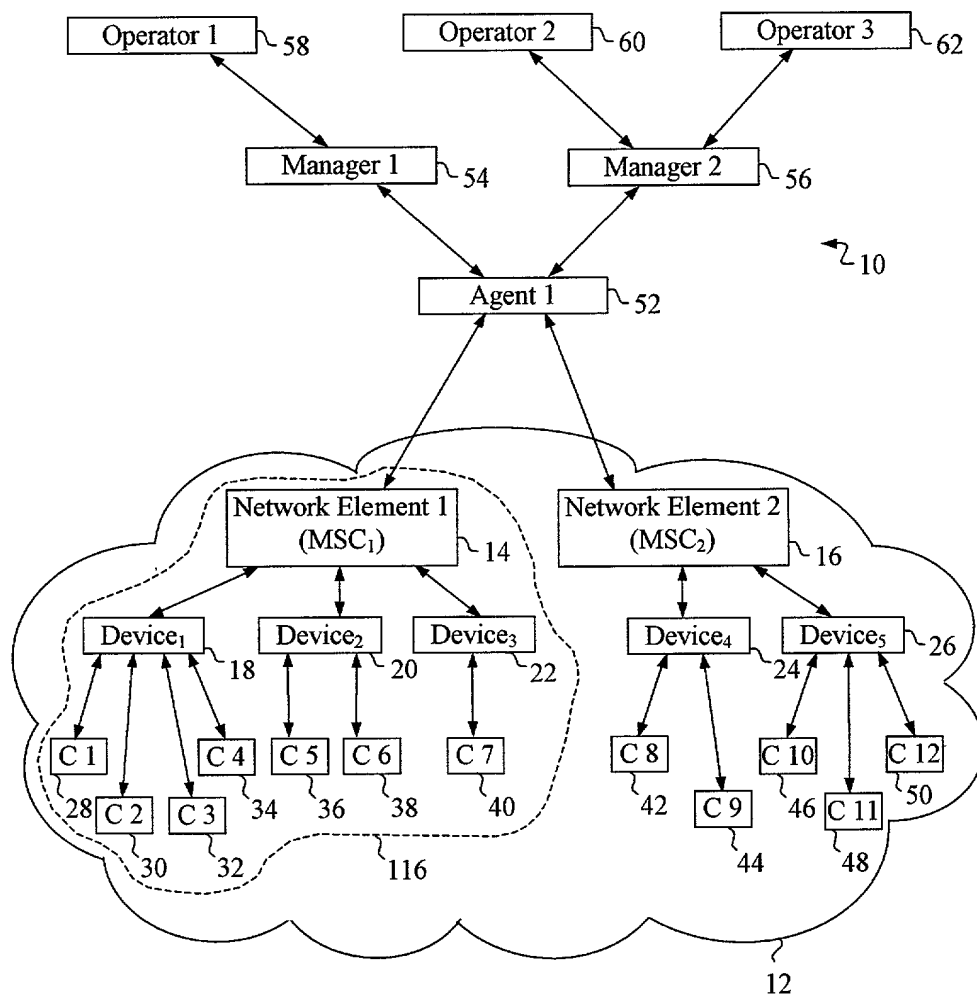 Operator 1
58
Operator 2
60
Operator 3
62
Manager 1
54
Manager 2
56
10
Agent 1
52
Network Element 1
(MSC₁)
14
Network Element 2
(MSC₂)
16
Device₁
18
Device₂
20
Device₃
22
Device₄
24
Device₅
26
C 1
28
C 2
30
C 3
32
C 4
34
C 5
36
C 6
38
C 7
40
C 8
42
C 9
44
C 10
46
C 11
48
C 12
50
116
12